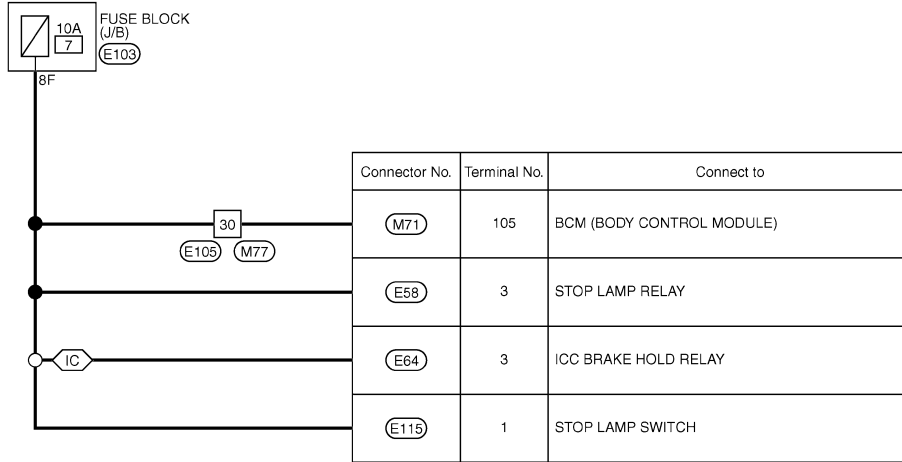 FUSE BLOCK
(J/B)
10A
7
E103
8F
Connector No. Terminal No. Connect to
30
E105 M77
M71 105 BCM (BODY CONTROL MODULE)
E58 3 STOP LAMP RELAY
IC
E64 3 ICC BRAKE HOLD RELAY
E115 1 STOP LAMP SWITCH